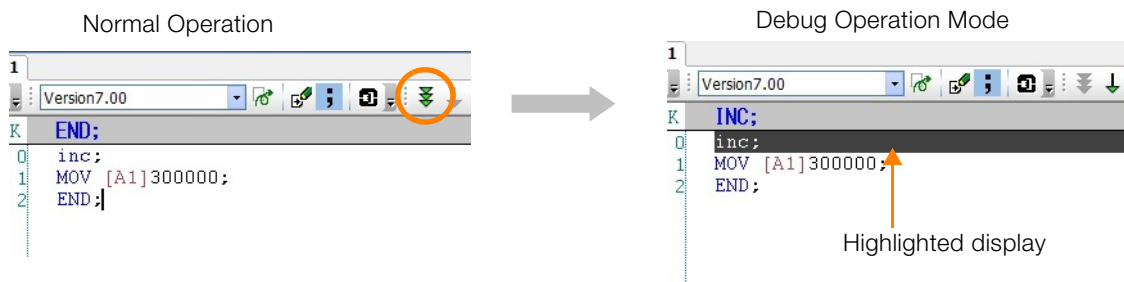 Normal Operation
1
Version7.00
K END;
0 inc;
1 MOV [A1]300000;
2 END;
Debug Operation Mode
1
Version7.00
K INC;
0 inc;
1 MOV [A1]300000;
2 END;
Highlighted display